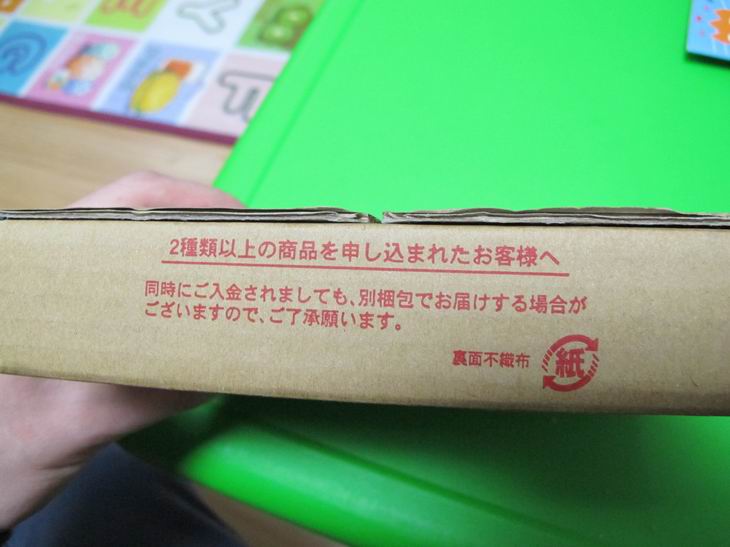 2種類以上の商品を申し込まれたお客様へ
同時にご入金されましても、別梱包でお届けする場合が
ございますので、ご了承願います。
裏面不織布
紙